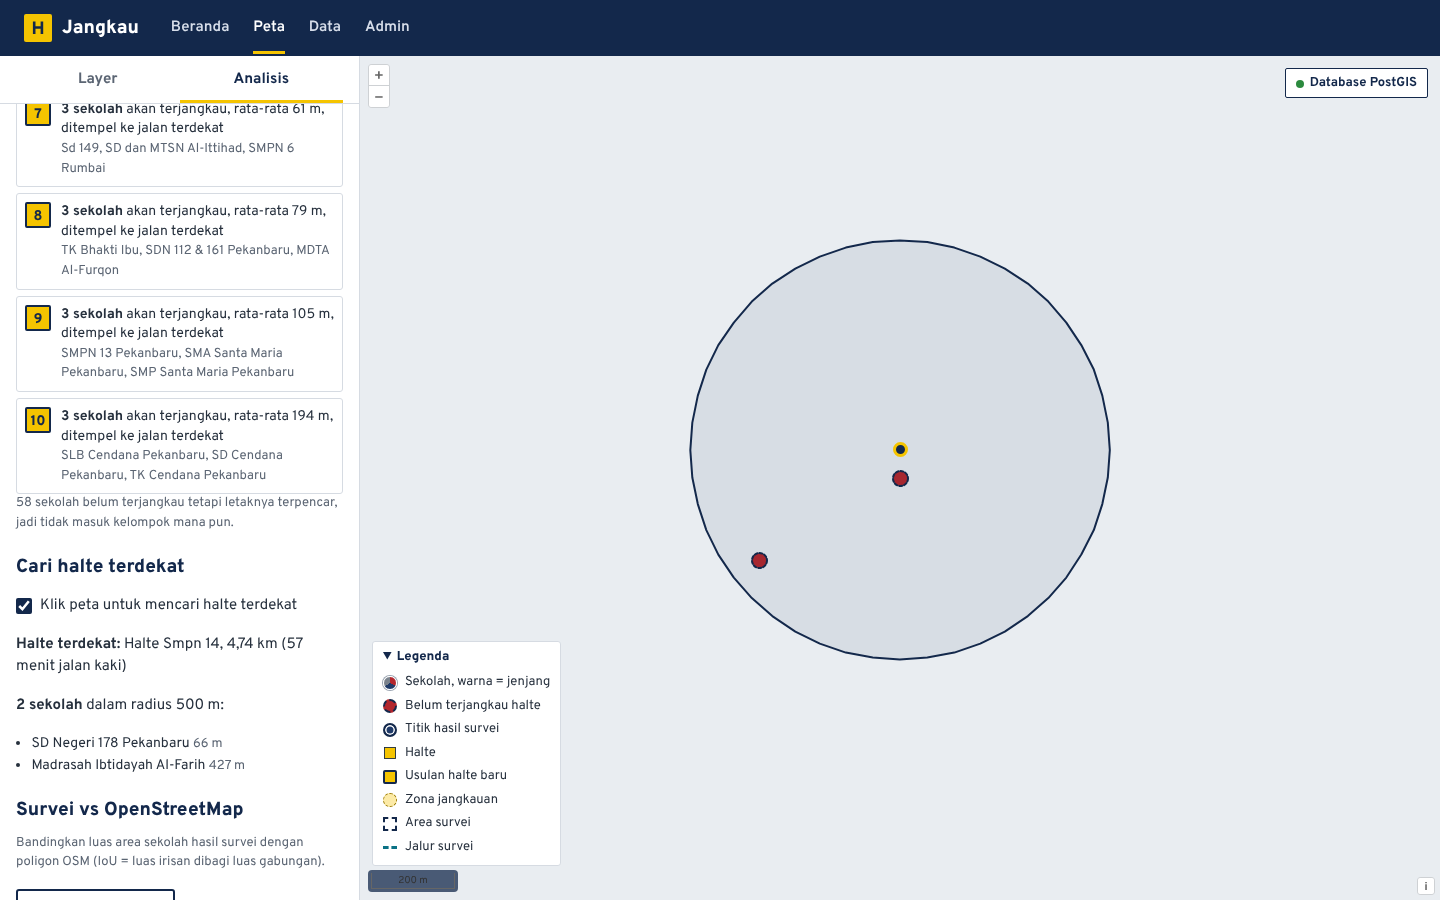 H Jangkau Beranda Peta Data Admin
Layer Analisis
7
3 sekolah akan terjangkau, rata-rata 61 m,
ditempel ke jalan terdekat
Sd 149, SD dan MTSN Al-Ittihad, SMPN 6
Rumbai
8
3 sekolah akan terjangkau, rata-rata 79 m,
ditempel ke jalan terdekat
TK Bhakti Ibu, SDN 112 & 161 Pekanbaru, MDTA
Al-Furqon
9
3 sekolah akan terjangkau, rata-rata 105 m,
ditempel ke jalan terdekat
SMPN 13 Pekanbaru, SMA Santa Maria
Pekanbaru, SMP Santa Maria Pekanbaru
10
3 sekolah akan terjangkau, rata-rata 194 m,
ditempel ke jalan terdekat
SLB Cendana Pekanbaru, SD Cendana
Pekanbaru, TK Cendana Pekanbaru
58 sekolah belum terjangkau tetapi letaknya terpencar,
jadi tidak masuk kelompok mana pun.
Cari halte terdekat
Klik peta untuk mencari halte terdekat
Halte terdekat: Halte Smpn 14, 4,74 km (57
menit jalan kaki)
2 sekolah dalam radius 500 m:
• SD Negeri 178 Pekanbaru 66 m
• Madrasah Ibtidayah Al-Farih 427 m
Survei vs OpenStreetMap
Bandingkan luas area sekolah hasil survei dengan
poligon OSM (IoU = luas irisan dibagi luas gabungan).
+
−
Database PostGIS
▼ Legenda
Sekolah, warna = jenjang
Belum terjangkau halte
Titik hasil survei
Halte
Usulan halte baru
Zona jangkauan
Area survei
Jalur survei
200 m
i